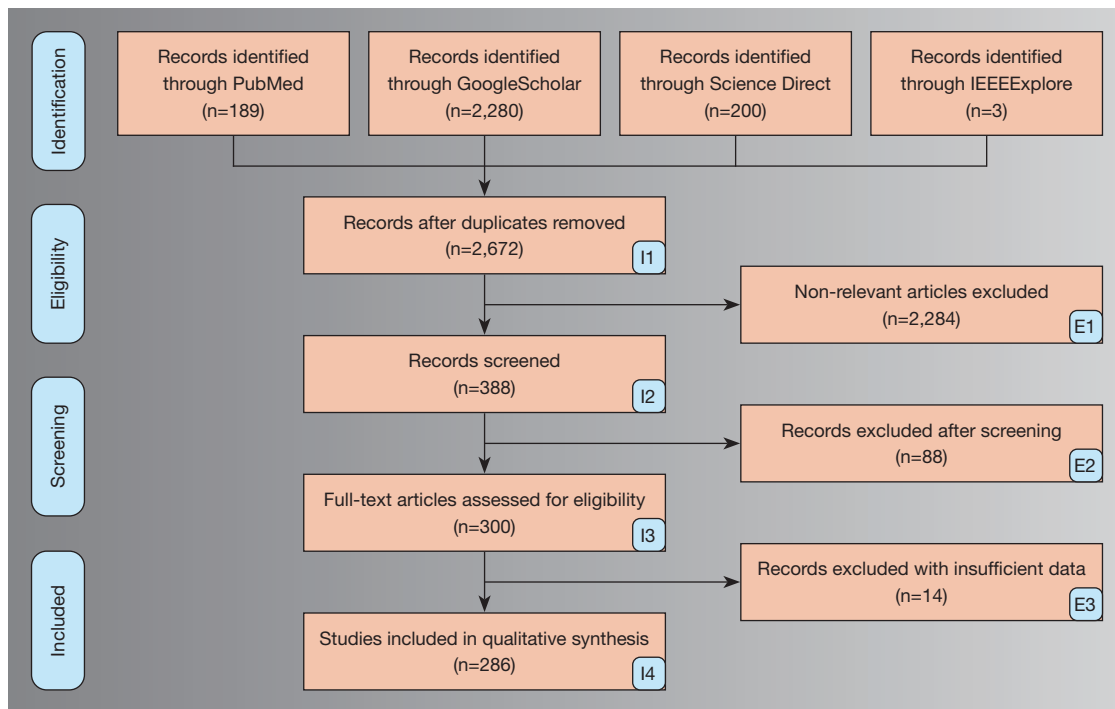 Identification
Records identified
through PubMed
(n=189)
Records identified
through GoogleScholar
(n=2,280)
Records identified
through Science Direct
(n=200)
Records identified
through IEEEExplore
(n=3)
Eligibility
Records after duplicates removed
(n=2,672)
I1
Non-relevant articles excluded
(n=2,284)
E1
Records screened
(n=388)
I2
Screening
Records excluded after screening
(n=88)
E2
Full-text articles assessed for eligibility
(n=300)
I3
Included
Records excluded with insufficient data
(n=14)
E3
Studies included in qualitative synthesis
(n=286)
I4